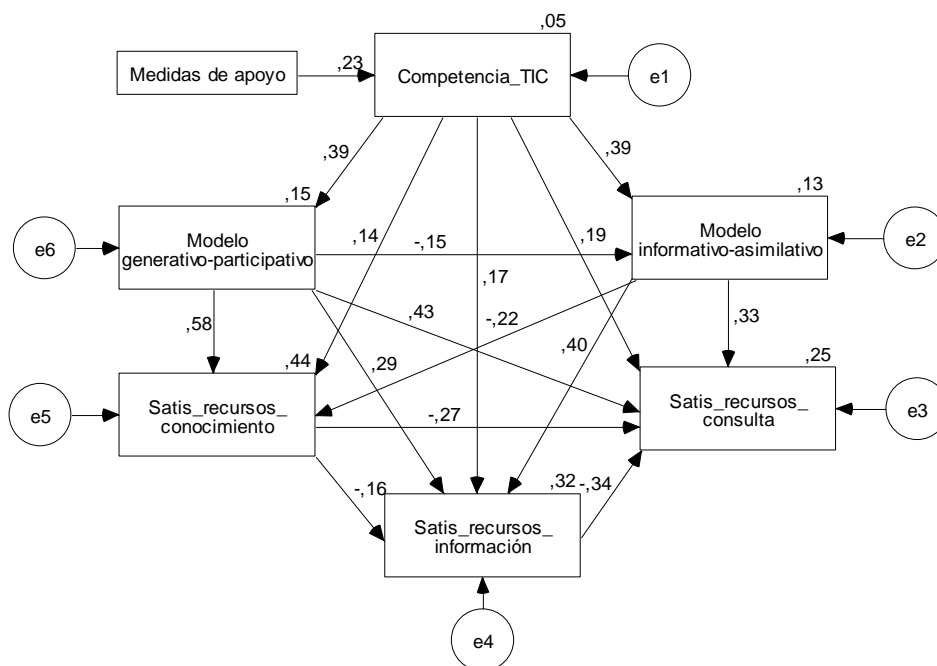 ,05
Medidas de apoyo
,23
Competencia_TIC
e1
,39
,39
,15
,13
e6
Modelo
generativo-participativo
,14
-,15
,19
Modelo
informativo-asimilativo
e2
,17
,58
,43
-,22
,33
,44
,29
,40
,25
e5
Satis_recursos_
conocimiento
-,27
Satis_recursos_
consulta
e3
-,16
,32
-,34
Satis_recursos_
información
e4